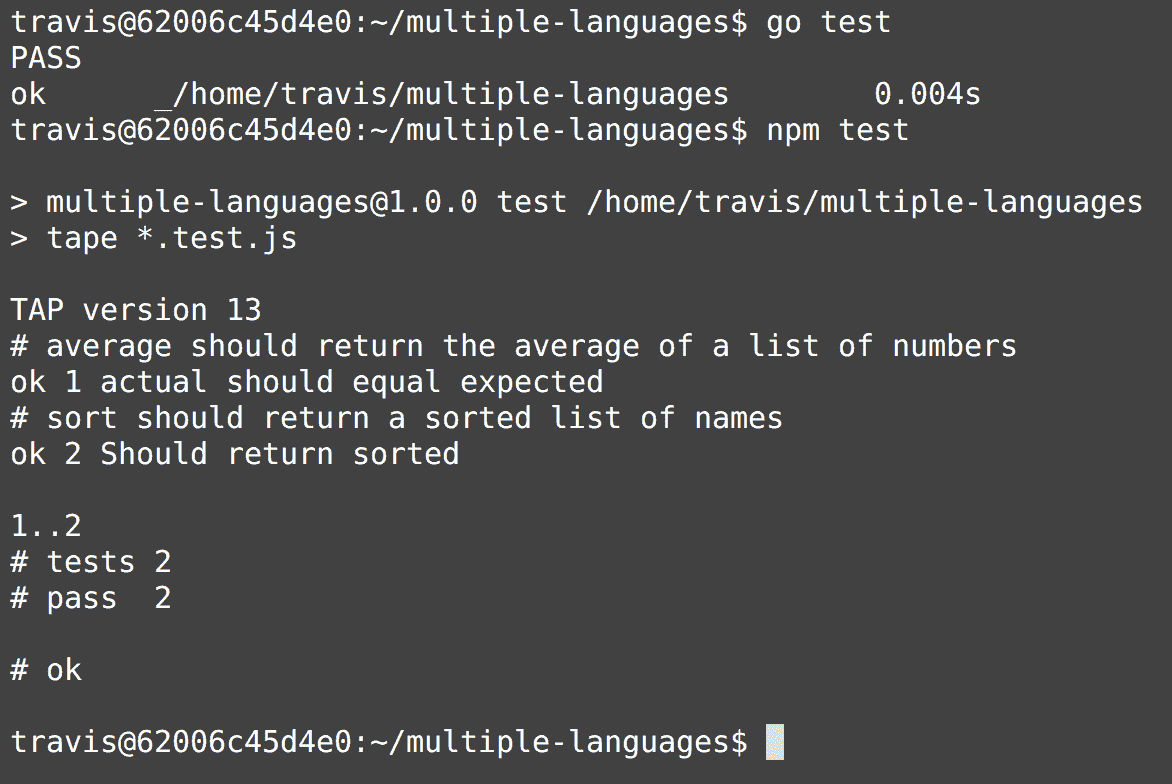 travis@62006c45d4e0:~/multiple-languages$ go test
PASS
ok      _/home/travis/multiple-languages        0.004s
travis@62006c45d4e0:~/multiple-languages$ npm test
> multiple-languages@1.0.0 test /home/travis/multiple-languages
> tape *.test.js
TAP version 13
# average should return the average of a list of numbers
ok 1 actual should equal expected
# sort should return a sorted list of names
ok 2 Should return sorted
1..2
# tests 2
# pass  2
# ok
travis@62006c45d4e0:~/multiple-languages$